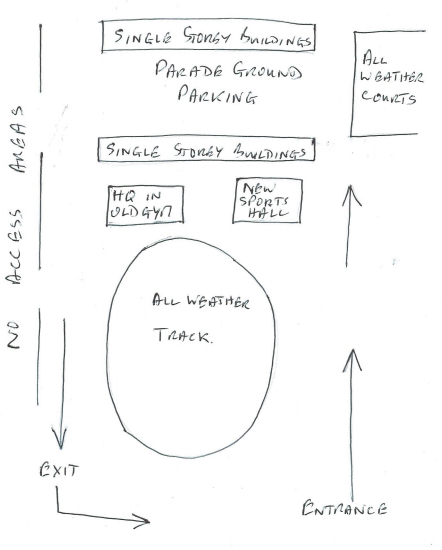 SINGLE STOREY BUILDINGS
PARADE GROUND
PARKING
ALL
WEATHER
COURTS
SINGLE STOREY BUILDINGS
HQ IN
OLD GYM
NEW
SPORTS
HALL
NO ACCESS AREAS
ALL WEATHER
TRACK.
EXIT
ENTRANCE